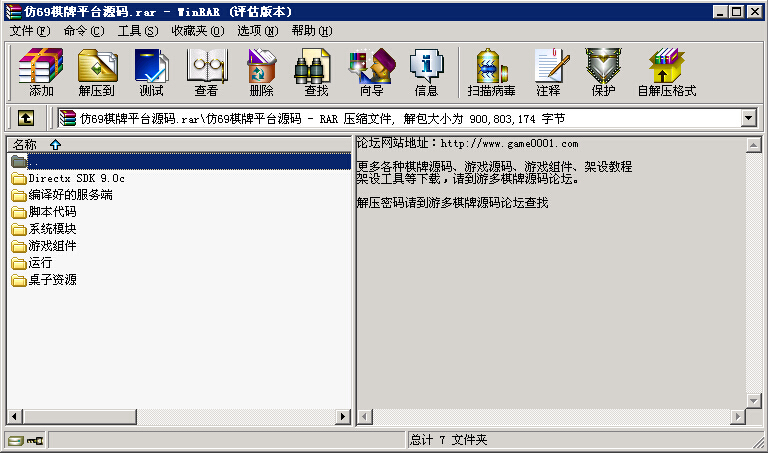 仿69棋牌平台源码.rar - WinRAR (评估版本)
文件(F) 命令(C) 工具(S) 收藏夹(O) 选项(N) 帮助(H)
添加 解压到 测试 查看 删除 查找 向导 信息 扫描病毒 注释 保护 自解压格式
仿69棋牌平台源码.rar\仿69棋牌平台源码 - RAR 压缩文件, 解包大小为 900,803,174 字节
名称
..
Directx SDK 9.0c
编译好的服务端
脚本代码
系统模块
游戏组件
运行
桌子资源
论坛网站地址：http://www.game0001.com
更多各种棋牌源码、游戏源码、游戏组件、架设教程
架设工具等下载，请到游多棋牌源码论坛。
解压密码请到游多棋牌源码论坛查找
总计 7 文件夹